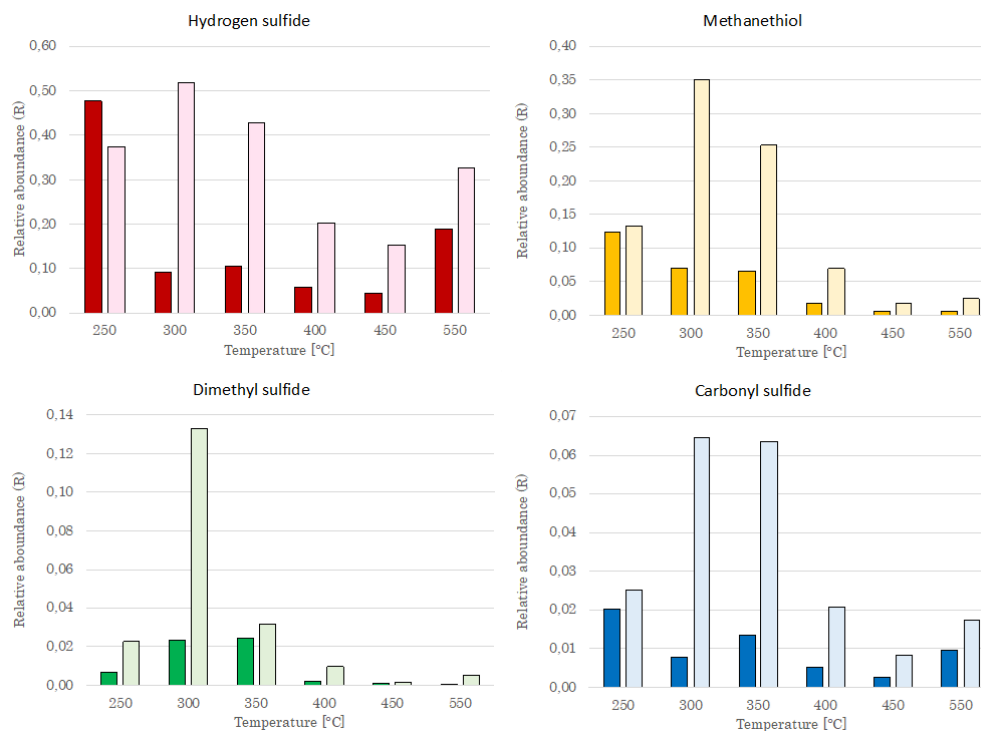 Hydrogen sulfide
Relative aboundance (R)
0,60
0,50
0,40
0,30
0,20
0,10
0,00
250 300 350 400 450 550
Temperature [°C]
Methanethiol
Relative aboundance (R)
0,40
0,35
0,30
0,25
0,20
0,15
0,10
0,05
0,00
250 300 350 400 450 550
Temperature [°C]
Dimethyl sulfide
Relative aboundance (R)
0,14
0,12
0,10
0,08
0,06
0,04
0,02
0,00
250 300 350 400 450 550
Temperature [°C]
Carbonyl sulfide
Relative aboundance (R)
0,07
0,06
0,05
0,04
0,03
0,02
0,01
0,00
250 300 350 400 450 550
Temperature [°C]